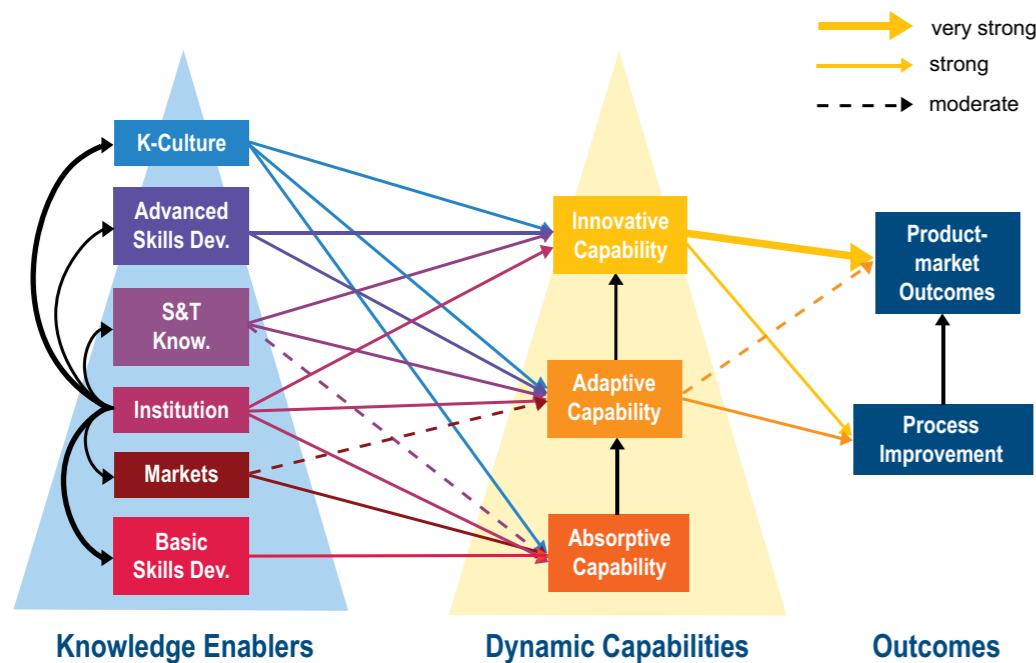 very strong
strong
moderate
K-Culture
Advanced
Skills Dev.
S&T
Know.
Institution
Markets
Basic
Skills Dev.
Innovative
Capability
Adaptive
Capability
Absorptive
Capability
Product-
market
Outcomes
Process
Improvement
Knowledge Enablers
Dynamic Capabilities
Outcomes